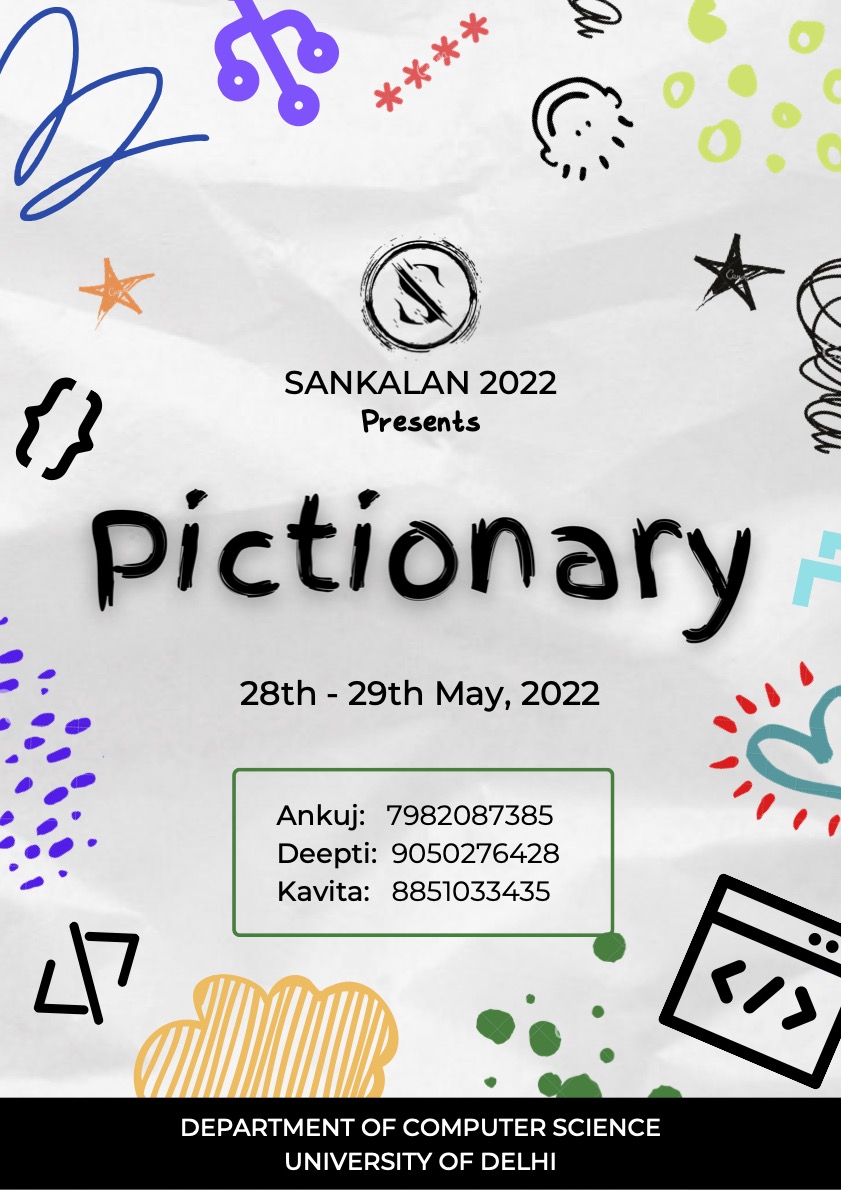 SANKALAN 2022
Presents
Pictionary
28th - 29th May, 2022
Ankuj: 7982087385
Deepti: 9050276428
Kavita: 8851033435
</>
DEPARTMENT OF COMPUTER SCIENCE
UNIVERSITY OF DELHI